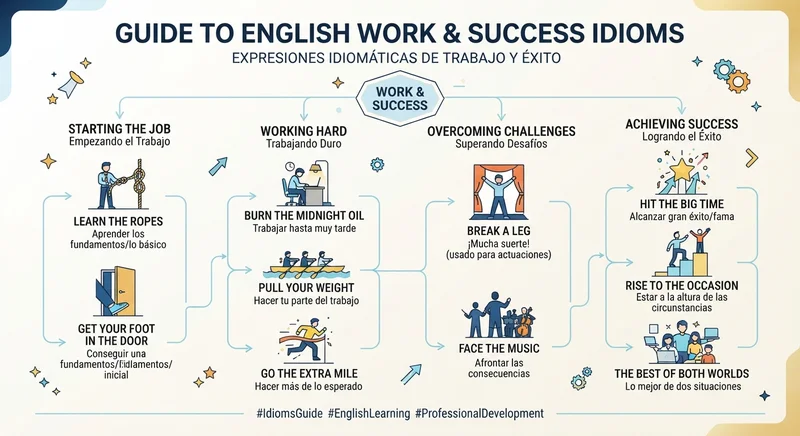 GUIDE TO ENGLISH WORK & SUCCESS IDIOMS
EXPRESIONES IDIOMÁTICAS DE TRABAJO Y ÉXITO
WORK &
SUCCESS
STARTING THE JOB
Empezando el Trabajo
LEARN THE ROPES
Aprender los
fundamentos/lo básico
GET YOUR FOOT
IN THE DOOR
Conseguir una
fundamentos/
inicial
WORKING HARD
Trabajando Duro
BURN THE MIDNIGHT OIL
Trabajar hasta muy tarde
PULL YOUR WEIGHT
Hacer tu parte del trabajo
GO THE EXTRA MILE
Hacer más de lo esperado
OVERCOMING CHALLENGES
Superando Desafíos
BREAK A LEG
¡Mucha suerte!
(usado para actuaciones)
FACE THE MUSIC
Afrontar las
consecuencias
ACHIEVING SUCCESS
Logrando el Éxito
HIT THE BIG TIME
Alcanzar gran éxito/fama
RISE TO THE OCCASION
Estar a la altura de las
circunstancias
THE BEST OF BOTH WORLDS
Lo mejor de dos situaciones
#IdiomsGuide #EnglishLearning #ProfessionalDevelopment